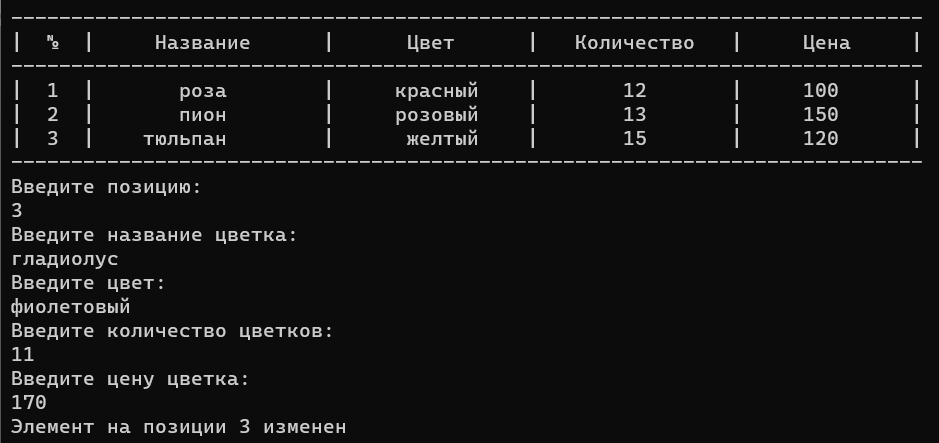 ----------------------------------------------------------------------------
|  №  |     Название      |      Цвет      |   Количество   |     Цена     |
----------------------------------------------------------------------------
|  1  |       роза        |     красный    |       12       |     100      |
|  2  |       пион        |     розовый    |       13       |     150      |
|  3  |    тюльпан        |      желтый    |       15       |     120      |
----------------------------------------------------------------------------
Введите позицию:
3
Введите название цветка:
гладиолус
Введите цвет:
фиолетовый
Введите количество цветков:
11
Введите цену цветка:
170
Элемент на позиции 3 изменен